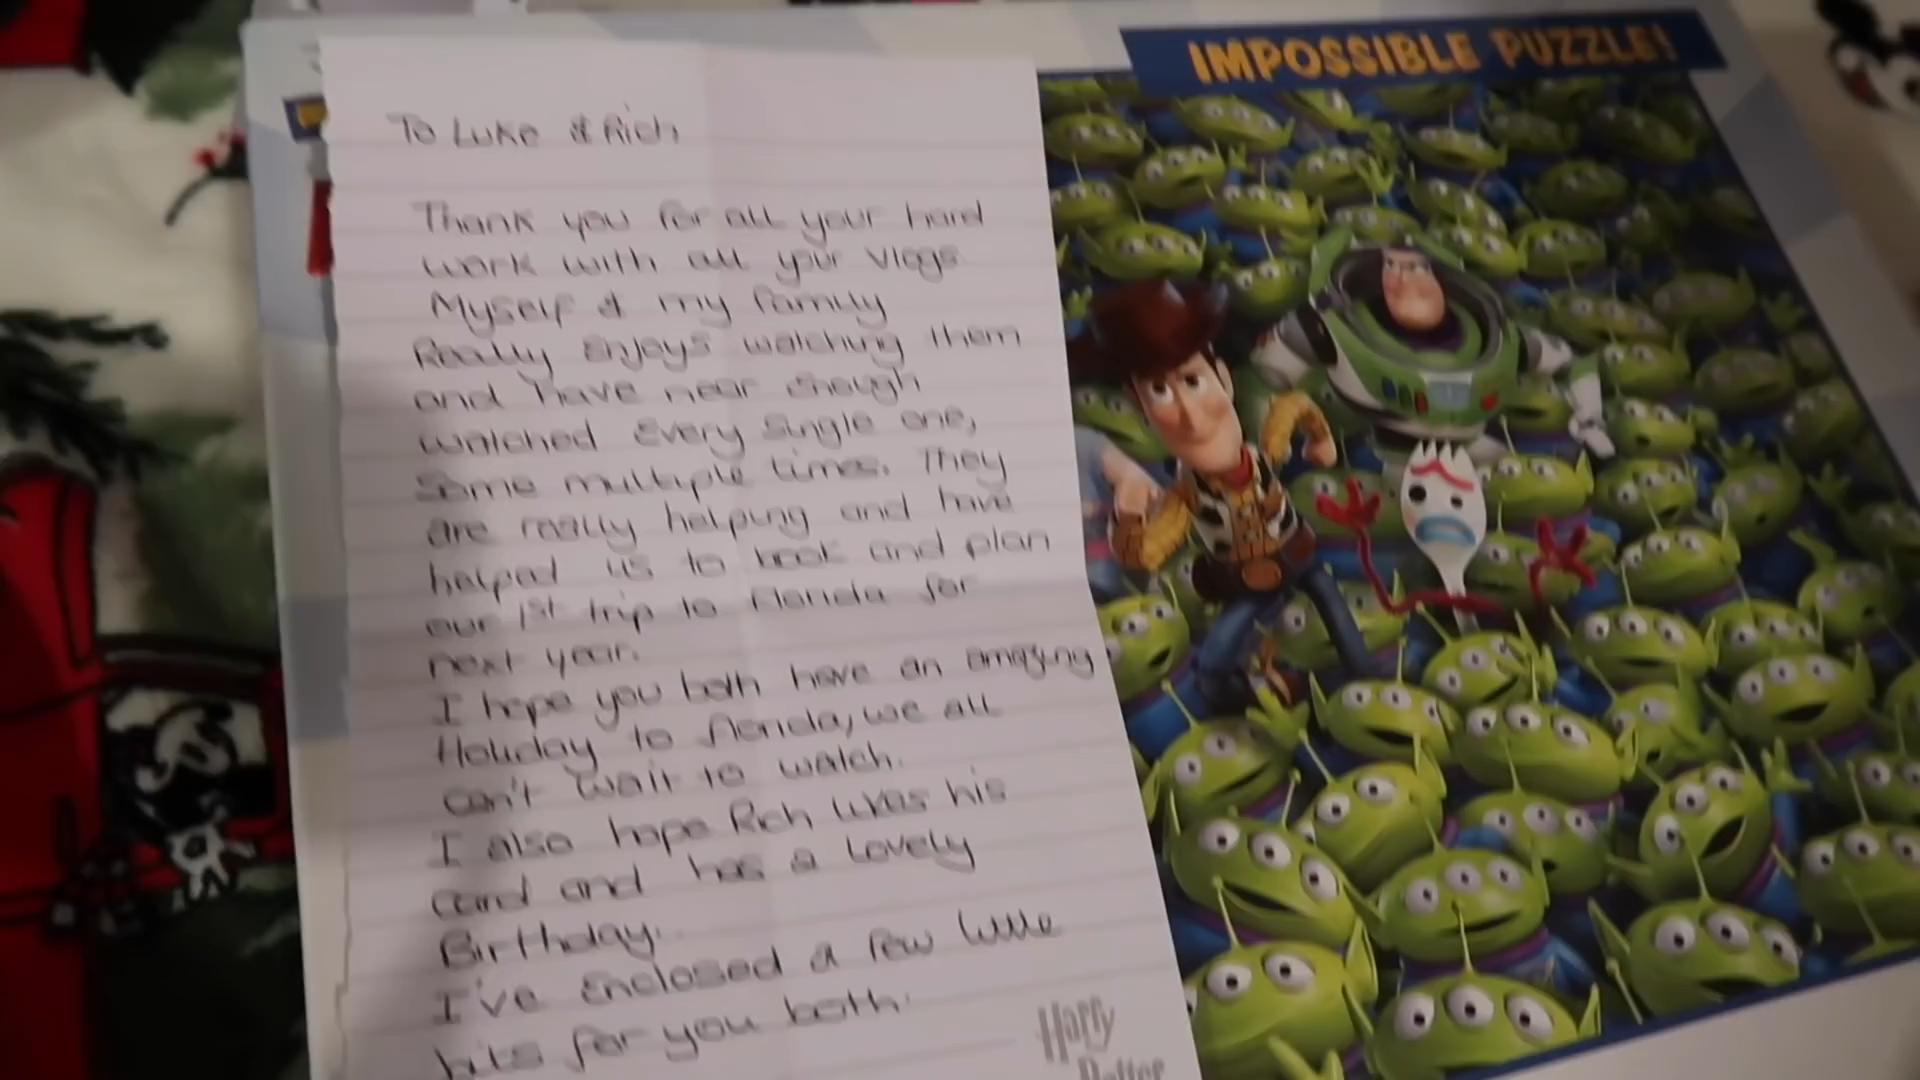 IMPOSSIBLE PUZZLE!
To Luke & Rich
Thank you for all your hard
work with all your Vlogs
Myself & my family
Really Enjoys watching them
and have near Enough
watched Every Single one,
Some multiple times. They
are really helping and have
helped us to book and plan
our 1st trip to Florida for
next year.
I hope you both have an amazing
Holiday to Florida, we all
can't wait to watch.
I also hope Rich likes his
card and has a lovely
Birthday.
I've Enclosed a few little
bits for you both.
Harry
Potter